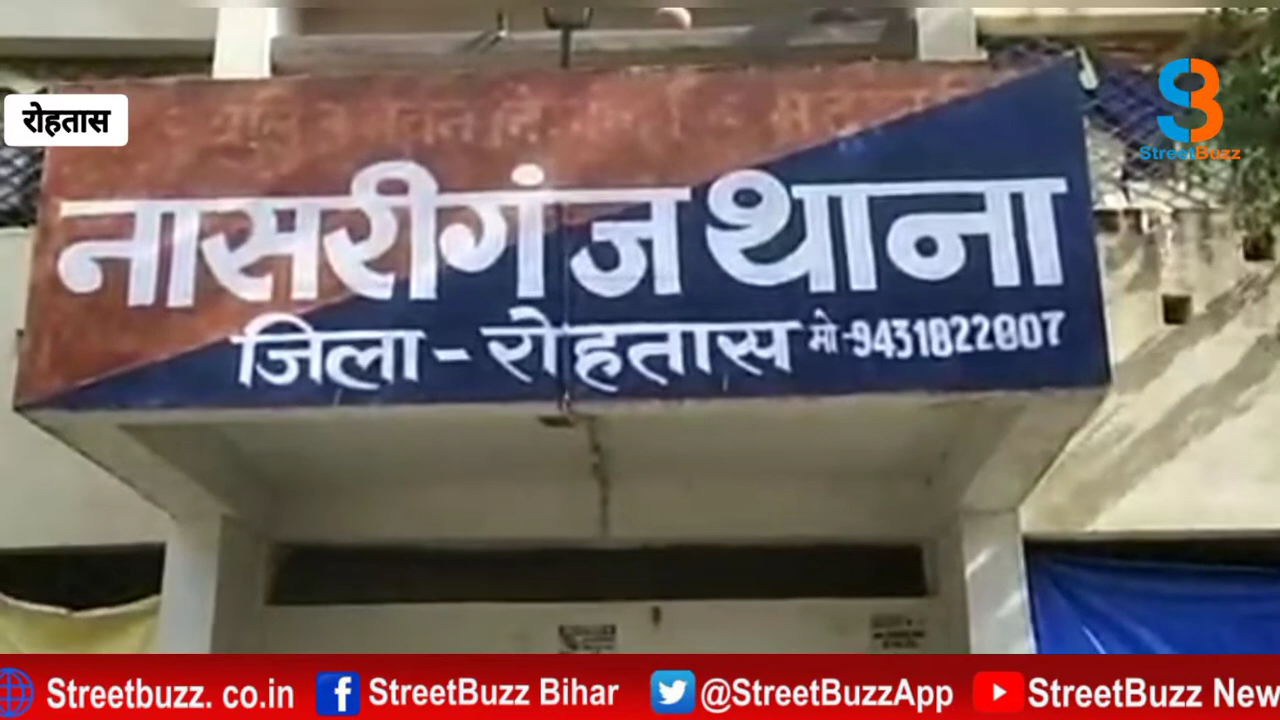 रोहतास
StreetBuzz
नासरीगंज थाना
जिला - रोहतास मो -9431822807
Streetbuzz. co.in StreetBuzz Bihar @StreetBuzzApp StreetBuzz New